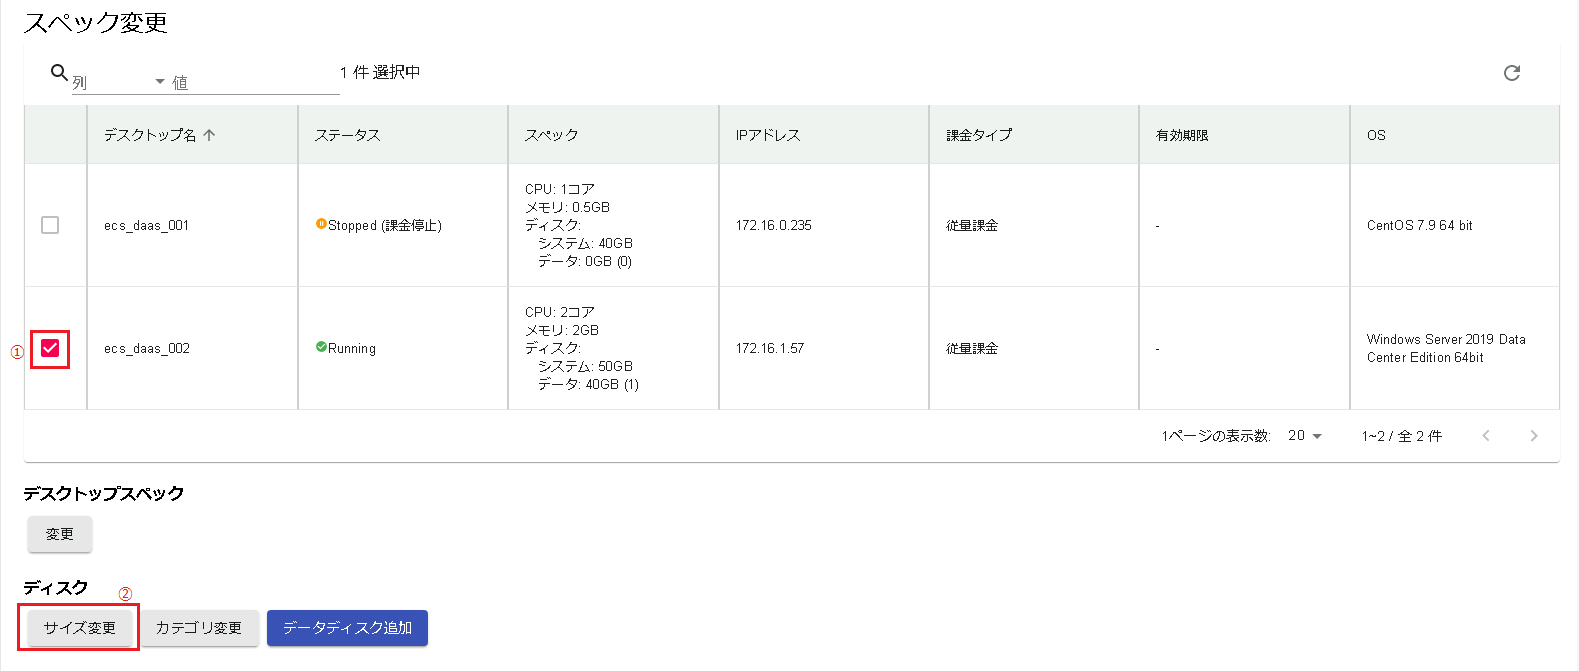 スペック変更
列 値 1 件 選択中
デスクトップ名 ステータス スペック IPアドレス 課金タイプ 有効期限 OS
ecs_daas_001 Stopped (課金停止)
CPU: 1コア
メモリ: 0.5GB
ディスク:
システム: 40GB
データ: 0GB (0)
172.16.0.235 従量課金 - CentOS 7.9 64 bit
① ecs_daas_002 Running
CPU: 2コア
メモリ: 2GB
ディスク:
システム: 50GB
データ: 40GB (1)
172.16.1.57 従量課金 -
Windows Server 2019 Data
Center Edition 64bit
1ページの表示数: 20 1~2 / 全 2 件
デスクトップスペック
変更
ディスク
②
サイズ変更 カテゴリ変更 データディスク追加